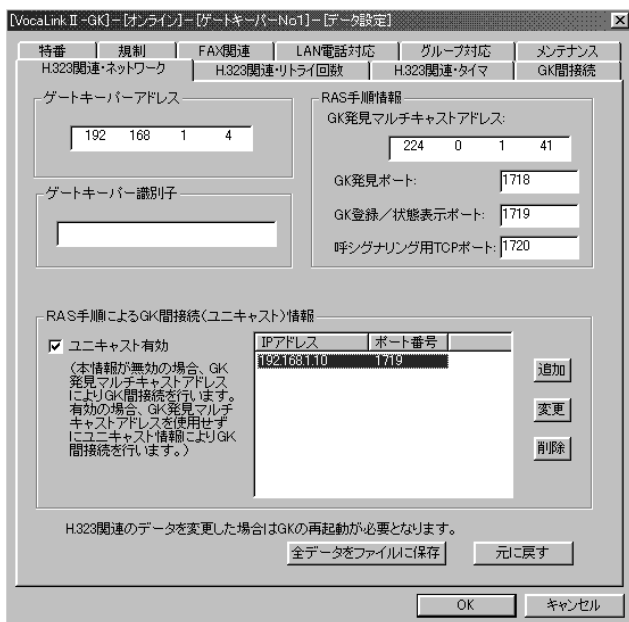 [VocaLinkⅡ-GK]-[オンライン]-[ゲートキーパーNo1]-[データ設定]
特番 規制 FAX関連 LAN電話対応 グループ対応 メンテナンス
H.323関連・ネットワーク H.323関連・リトライ回数 H.323関連・タイマ GK間接続
ゲートキーパーアドレス
192 168 1 4
ゲートキーパー識別子
RAS手順情報
GK発見マルチキャストアドレス:
224 0 1 41
GK発見ポート: 1718
GK登録/状態表示ポート: 1719
呼シグナリング用TCPポート: 1720
RAS手順によるGK間接続(ユニキャスト)情報
ユニキャスト有効
(本情報が無効の場合、GK
発見マルチキャストアドレス
によりGK間接続を行います。
有効の場合、GK発見マルチ
キャストアドレスを使用せず
にユニキャスト情報によりGK
間接続を行います。)
IPアドレス ポート番号
192.168.1.10 1719
追加
変更
削除
H.323関連のデータを変更した場合はGKの再起動が必要となります。
全データをファイルに保存 元に戻す
OK キャンセル